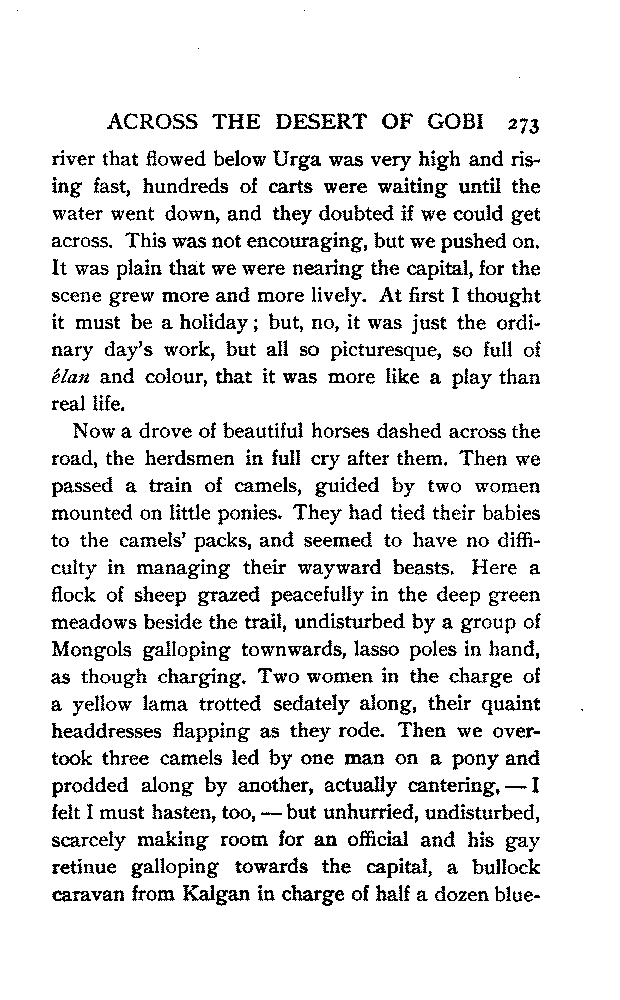 ACROSS THE DESERT OF GOBI 273
river that flowed below Urga was very high and ris-
ing fast, hundreds of carts were waiting until the
water went down, and they doubted if we could get
across. This was not encouraging, but we pushed on.
It was plain that we were nearing the capital, for the
scene grew more and more lively. At first I thought
it must be a holiday; but, no, it was just the ordi-
nary day's work, but all so picturesque, so full of
élan and colour, that it was more like a play than
real life.
Now a drove of beautiful horses dashed across the
road, the herdsmen in full cry after them. Then we
passed a train of camels, guided by two women
mounted on little ponies. They had tied their babies
to the camels' packs, and seemed to have no diffi-
culty in managing their wayward beasts. Here a
flock of sheep grazed peacefully in the deep green
meadows beside the trail, undisturbed by a group of
Mongols galloping townwards, lasso poles in hand,
as though charging. Two women in the charge of
a yellow lama trotted sedately along, their quaint
headdresses flapping as they rode. Then we over-
took three camels led by one man on a pony and
prodded along by another, actually cantering, — I
felt I must hasten, too, — but unhurried, undisturbed,
scarcely making room for an official and his gay
retinue galloping towards the capital, a bullock
caravan from Kalgan in charge of half a dozen blue-